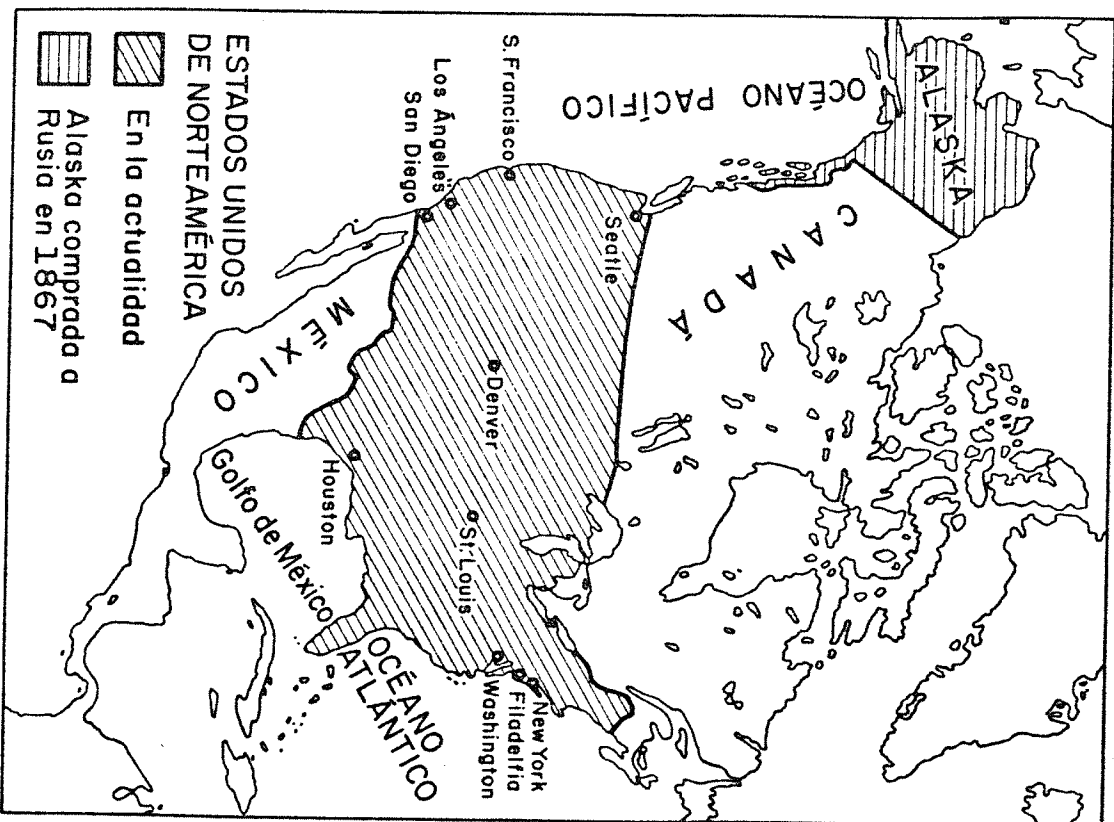 ALASKA
OCÉANO PACÍFICO
CANADÁ
Seatle
S. Francisco
Los Ángeles
San Diego
Denver
St. Louis
New York
Filadelfia
Washington
Houston
MÉXICO
Golfo de México
OCÉANO
ATLÁNTICO
ESTADOS UNIDOS
DE NORTEAMÉRICA
En la actualidad
Alaska comprada a
Rusia en 1867